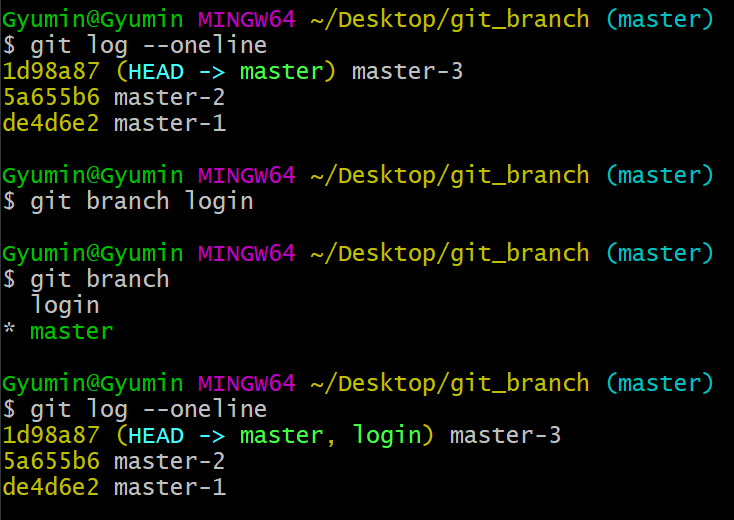 Gyumin@Gyumin MINGW64 ~/Desktop/git_branch (master)
$ git log --oneline
1d98a87 (HEAD -> master) master-3
5a655b6 master-2
de4d6e2 master-1
Gyumin@Gyumin MINGW64 ~/Desktop/git_branch (master)
$ git branch login
Gyumin@Gyumin MINGW64 ~/Desktop/git_branch (master)
$ git branch
  login
* master
Gyumin@Gyumin MINGW64 ~/Desktop/git_branch (master)
$ git log --oneline
1d98a87 (HEAD -> master, login) master-3
5a655b6 master-2
de4d6e2 master-1